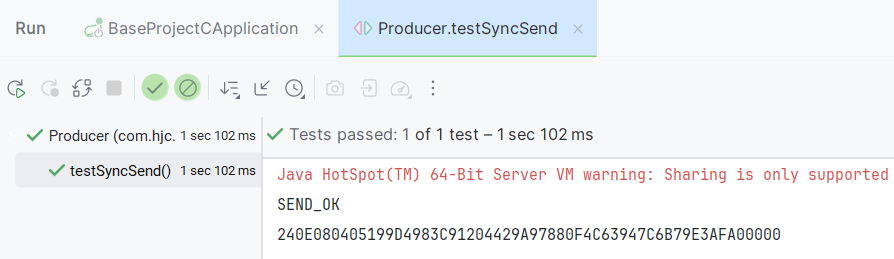 Run BaseProjectCApplication Producer.testSyncSend
Producer (com.hjc. 1 sec 102 ms
Tests passed: 1 of 1 test – 1 sec 102 ms
testSyncSend() 1 sec 102 ms
Java HotSpot(TM) 64-Bit Server VM warning: Sharing is only supported
SEND_OK
240E080405199D4983C91204429A97880F4C63947C6B79E3AFA00000